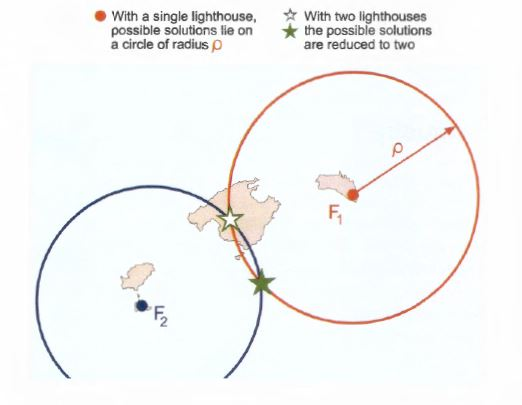 With a single lighthouse,
possible solutions lie on
a circle of radius ρ
With two lighthouses
the possible solutions
are reduced to two
ρ
F₁
F₂